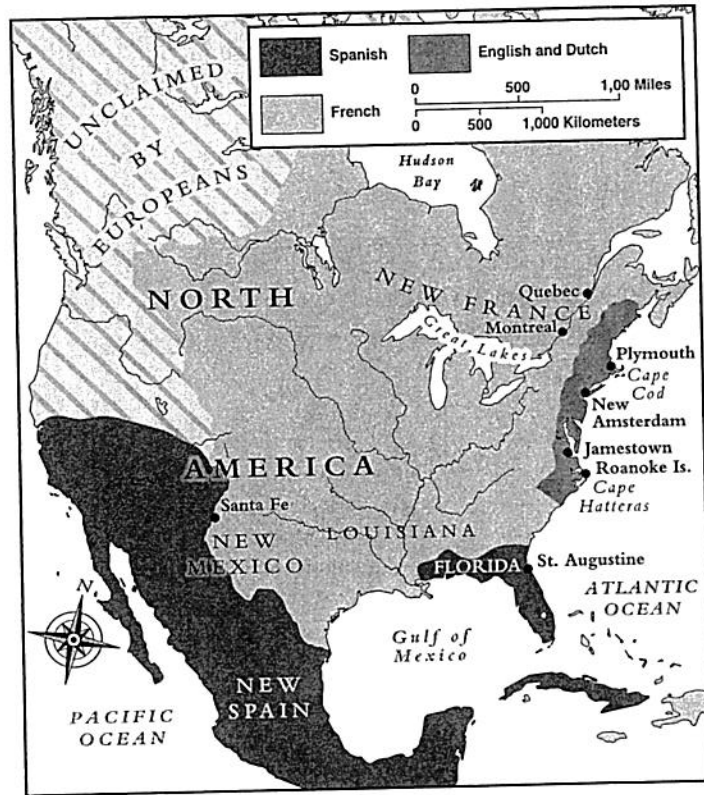 Spanish
English and Dutch
French
0 500 1,00 Miles
0 500 1,000 Kilometers
UNCLAIMED
BY
EUROPEANS
Hudson
Bay
NORTH
NEW FRANCE
Quebec
Montreal
Great Lakes
Plymouth
Cape
Cod
New
Amsterdam
Jamestown
Roanoke Is.
Cape
Hatteras
AMERICA
Santa Fe
NEW
MEXICO
LOUISIANA
FLORIDA
St. Augustine
ATLANTIC
OCEAN
Gulf of
Mexico
N
NEW
SPAIN
PACIFIC
OCEAN